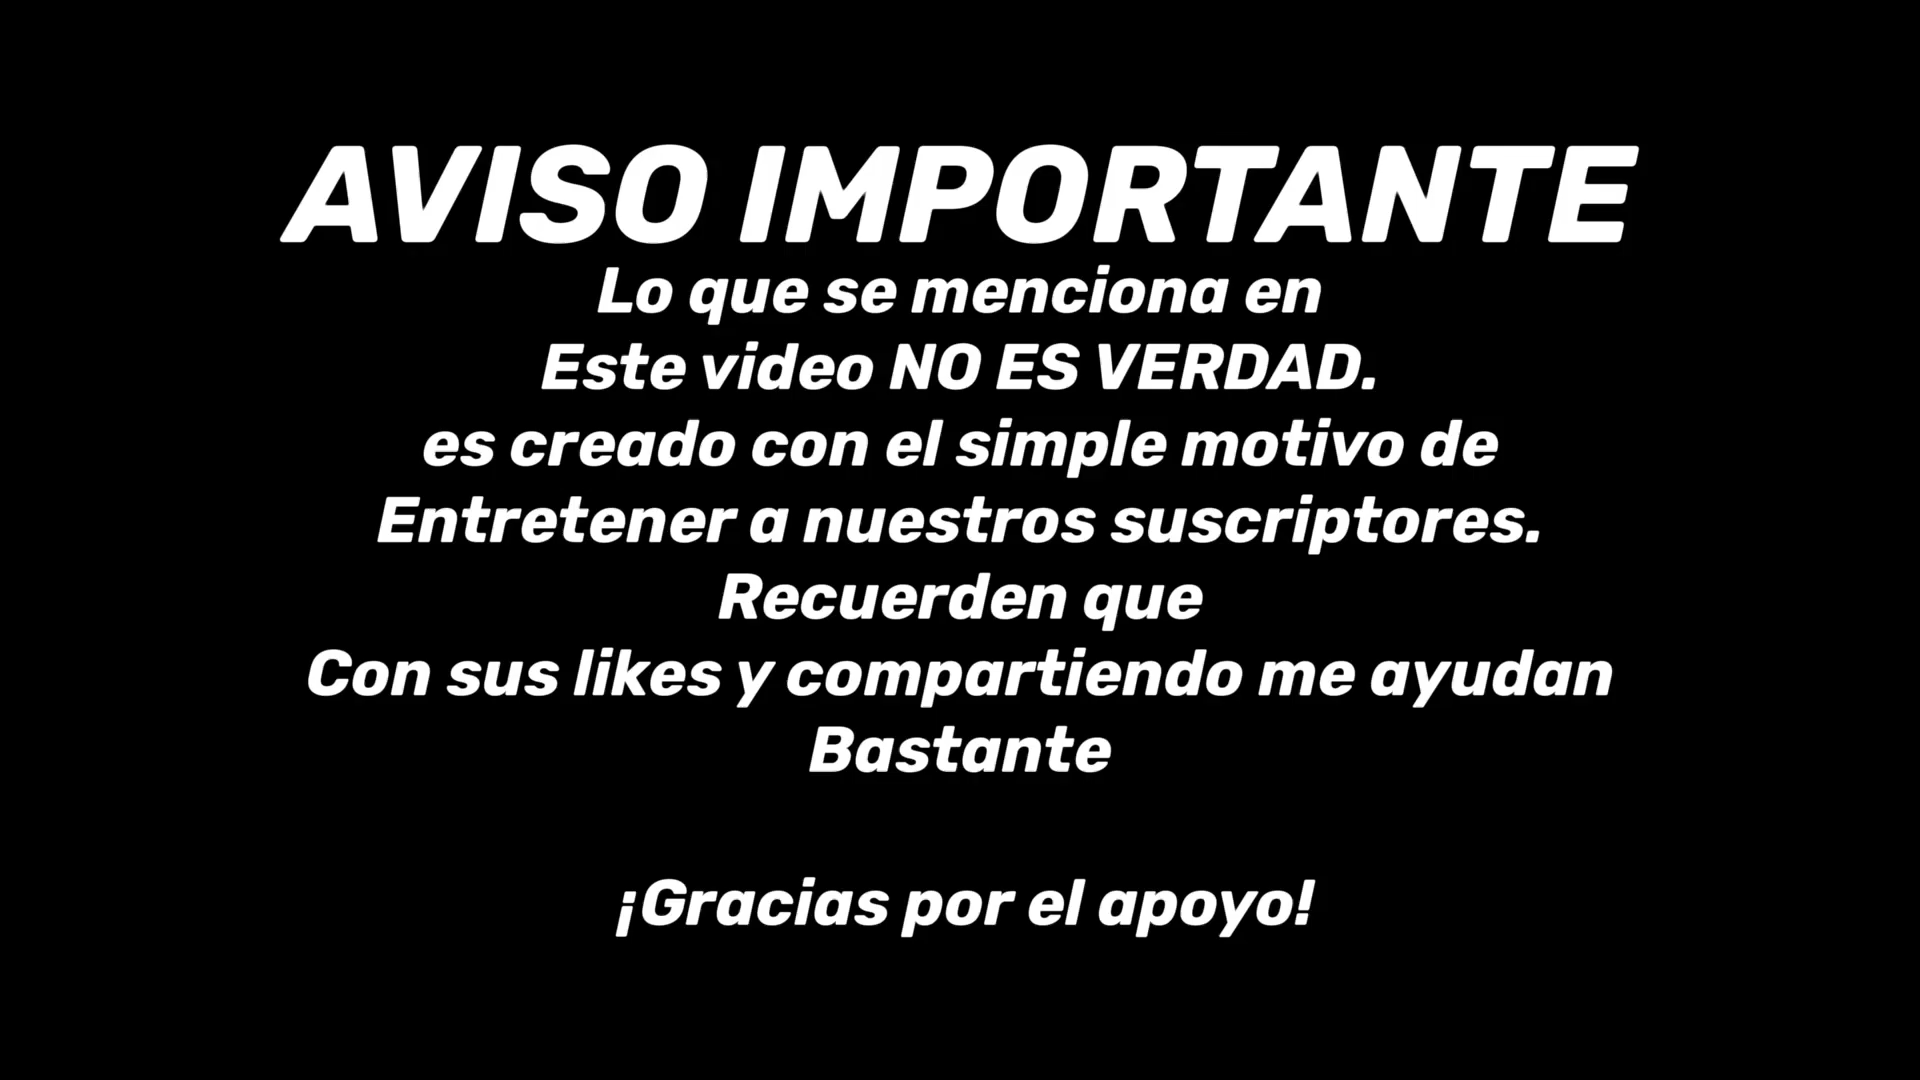 AVISO IMPORTANTE
Lo que se menciona en
Este video NO ES VERDAD.
es creado con el simple motivo de
Entretener a nuestros suscriptores.
Recuerden que
Con sus likes y compartiendo me ayudan
Bastante
¡Gracias por el apoyo!